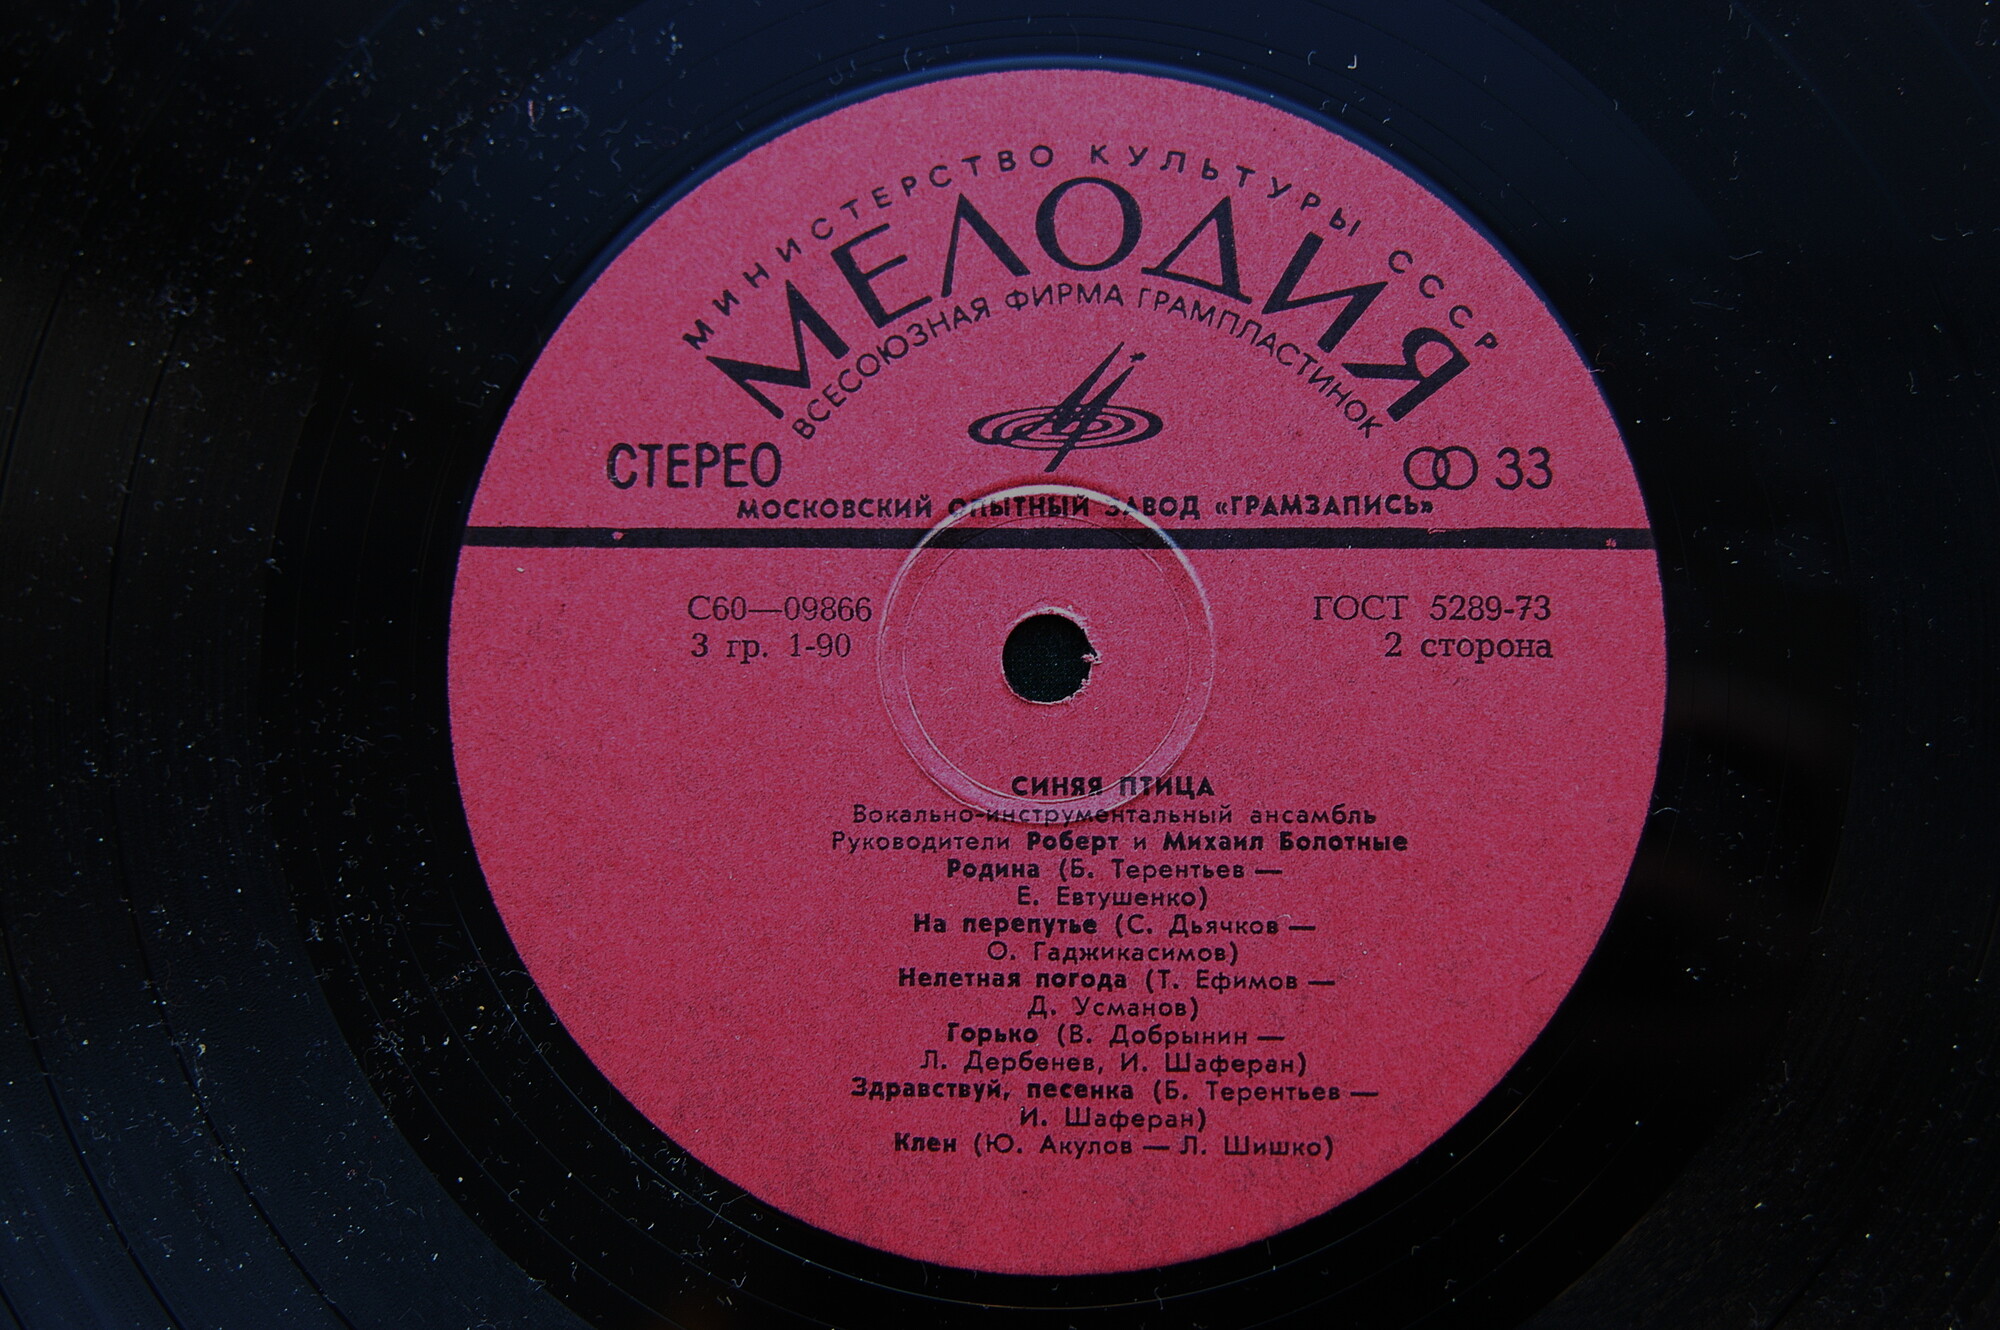 МИНИСТЕРСТВО КУЛЬТУРЫ СССР
МЕЛОДИЯ
ВСЕСОЮЗНАЯ ФИРМА ГРАМПЛАСТИНОК
СТЕРЕО 33
МОСКОВСКИЙ ОПЫТНЫЙ ЗАВОД «ГРАМЗАПИСЬ»
С60—09866 ГОСТ 5289-73
3 гр. 1-90 2 сторона
СИНЯЯ ПТИЦА
Вокально-инструментальный ансамбль
Руководители Роберт и Михаил Болотные
Родина (Б. Терентьев —
Е. Евтушенко)
На перепутье (С. Дьячков —
О. Гаджикасимов)
Нелетная погода (Т. Ефимов —
Д. Усманов)
Горько (В. Добрынин —
Л. Дербенев, И. Шаферан)
Здравствуй, песенка (Б. Терентьев —
И. Шаферан)
Клен (Ю. Акулов — Л. Шишко)